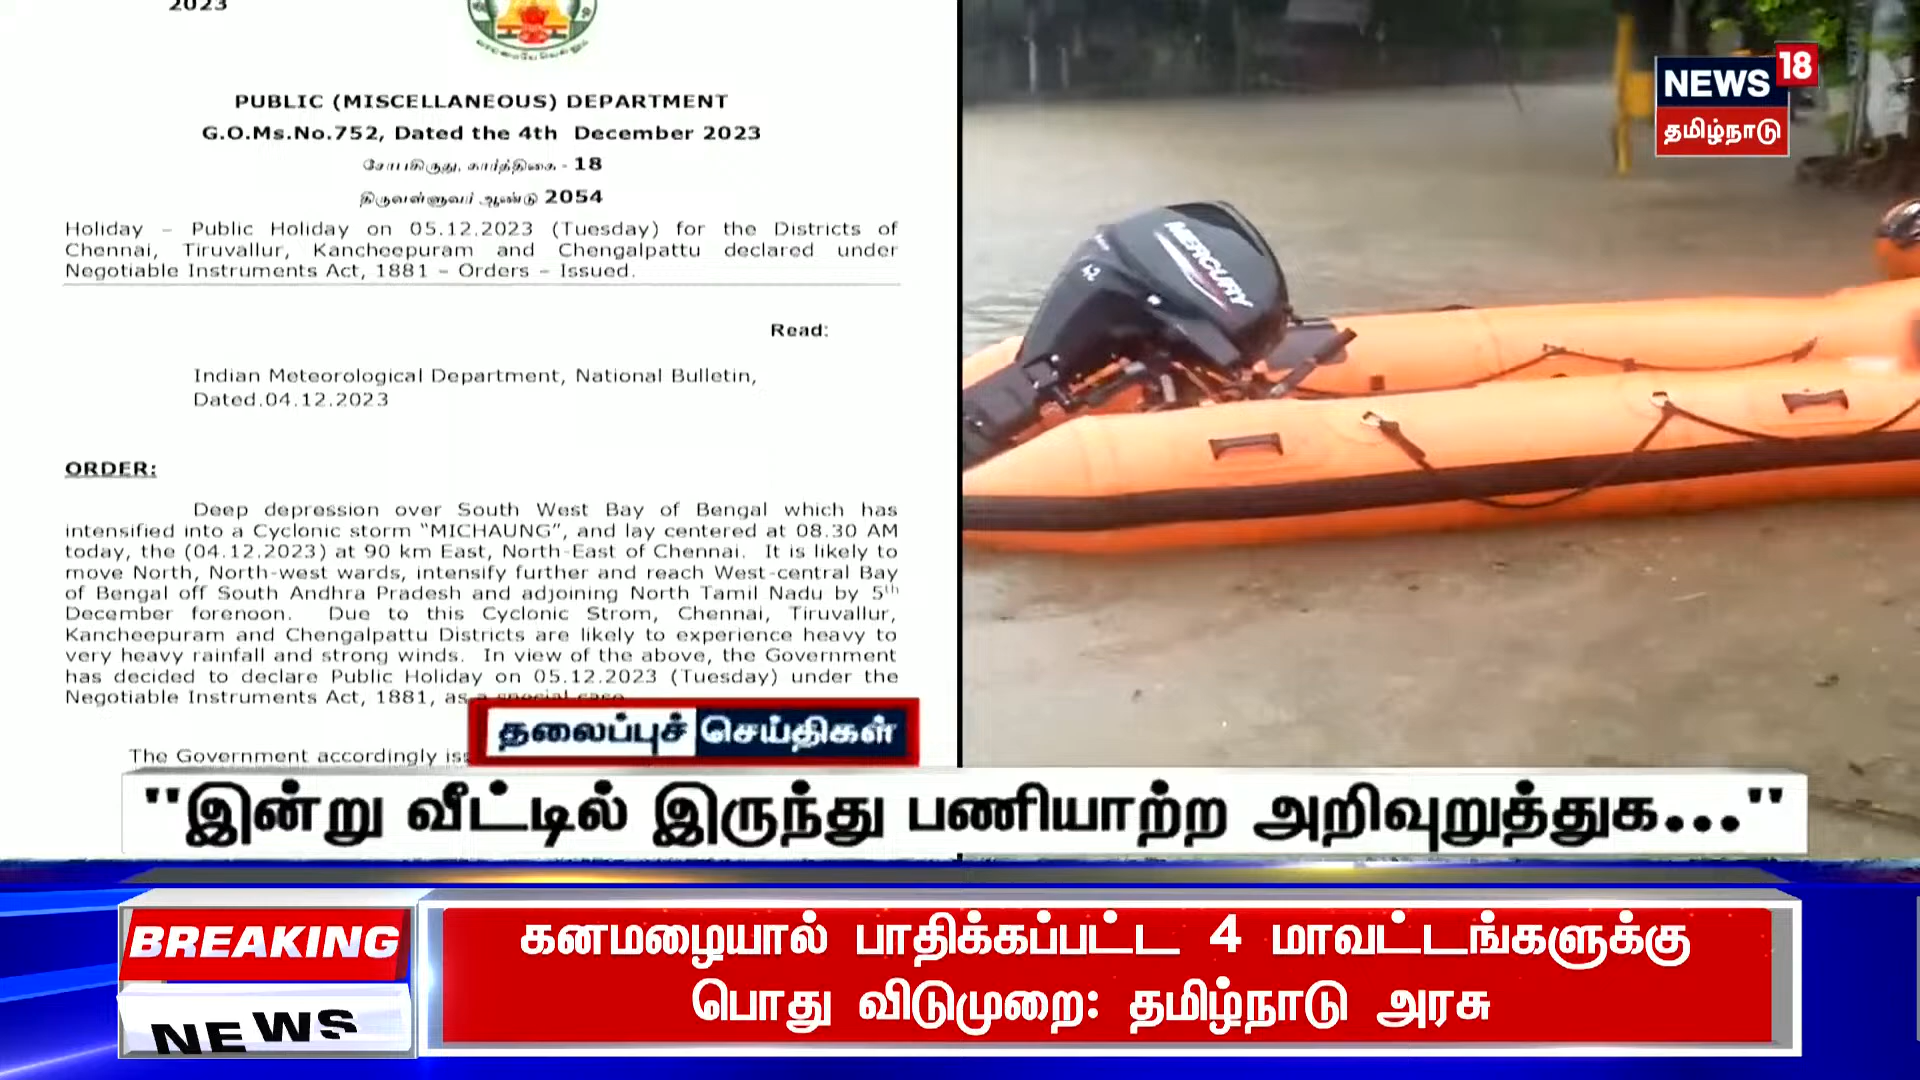 2023
PUBLIC (MISCELLANEOUS) DEPARTMENT
G.O.Ms.No.752, Dated the 4th December 2023
சோபகிருது, கார்த்திகை - 18
திருவள்ளுவர் ஆண்டு 2054
Holiday – Public Holiday on 05.12.2023 (Tuesday) for the Districts of
Chennai, Tiruvallur, Kancheepuram and Chengalpattu declared under
Negotiable Instruments Act, 1881 – Orders – Issued.
Read:
Indian Meteorological Department, National Bulletin,
Dated.04.12.2023
ORDER:
Deep depression over South West Bay of Bengal which has
intensified into a Cyclonic storm “MICHAUNG”, and lay centered at 08.30 AM
today, the (04.12.2023) at 90 km East, North-East of Chennai. It is likely to
move North, North-west wards, intensify further and reach West-central Bay
of Bengal off South Andhra Pradesh and adjoining North Tamil Nadu by 5th
December forenoon. Due to this Cyclonic Strom, Chennai, Tiruvallur,
Kancheepuram and Chengalpattu Districts are likely to experience heavy to
very heavy rainfall and strong winds. In view of the above, the Government
has decided to declare Public Holiday on 05.12.2023 (Tuesday) under the
Negotiable Instruments Act, 1881, as a special case.
The Government accordingly
NEWS 18
தமிழ்நாடு
MERCURY
தலைப்புச் செய்திகள்
"இன்று வீட்டில் இருந்து பணியாற்ற அறிவுறுத்துக..."
BREAKING
NEWS
கனமழையால் பாதிக்கப்பட்ட 4 மாவட்டங்களுக்கு
பொது விடுமுறை: தமிழ்நாடு அரசு